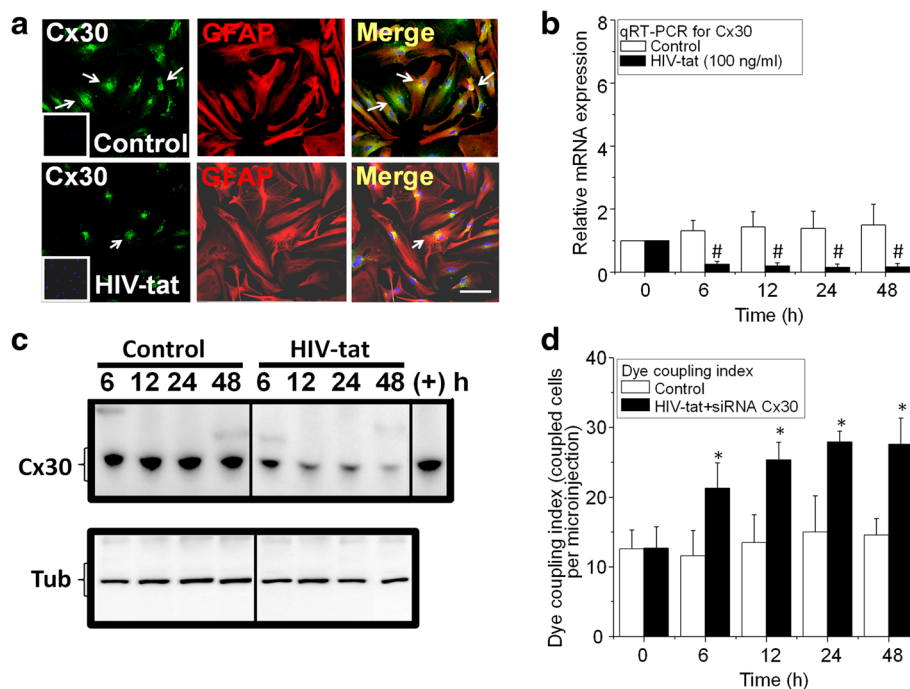 a
Cx30
GFAP
Merge
Control
Cx30
GFAP
Merge
HIV-tat
b
qRT-PCR for Cx30
Control
HIV-tat (100 ng/ml)
Relative mRNA expression
8
6
4
2
0
# # # #
0 6 12 24 48
Time (h)
c
Control HIV-tat
6 12 24 48 6 12 24 48 (+) h
Cx30
Tub
d
Dye coupling index
Control
HIV-tat+siRNA Cx30
Dye coupling index (coupled cells
per microinjection)
40
30
20
10
0
* * * *
0 6 12 24 48
Time (h)